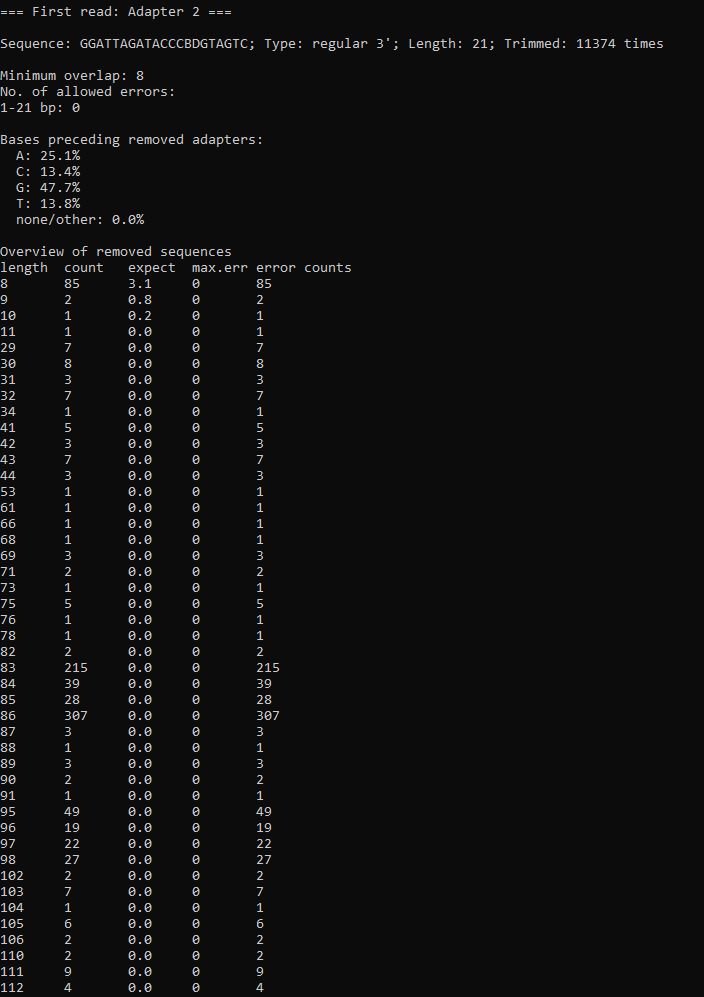 === First read: Adapter 2 ===
Sequence: GGATTAGATACCCBDGTAGTC; Type: regular 3'; Length: 21; Trimmed: 11374 times
Minimum overlap: 8
No. of allowed errors:
1-21 bp: 0
Bases preceding removed adapters:
A: 25.1%
C: 13.4%
G: 47.7%
T: 13.8%
none/other: 0.0%
Overview of removed sequences
length count expect max.err error counts
8 85 3.1 0 85
9 2 0.8 0 2
10 1 0.2 0 1
11 1 0.0 0 1
29 7 0.0 0 7
30 8 0.0 0 8
31 3 0.0 0 3
32 7 0.0 0 7
34 1 0.0 0 1
41 5 0.0 0 5
42 3 0.0 0 3
43 7 0.0 0 7
44 3 0.0 0 3
53 1 0.0 0 1
61 1 0.0 0 1
66 1 0.0 0 1
68 1 0.0 0 1
69 3 0.0 0 3
71 2 0.0 0 2
73 1 0.0 0 1
75 5 0.0 0 5
76 1 0.0 0 1
78 1 0.0 0 1
82 2 0.0 0 2
83 215 0.0 0 215
84 39 0.0 0 39
85 28 0.0 0 28
86 307 0.0 0 307
87 3 0.0 0 3
88 1 0.0 0 1
89 3 0.0 0 3
90 2 0.0 0 2
91 1 0.0 0 1
95 49 0.0 0 49
96 19 0.0 0 19
97 22 0.0 0 22
98 27 0.0 0 27
102 2 0.0 0 2
103 7 0.0 0 7
104 1 0.0 0 1
105 6 0.0 0 6
106 2 0.0 0 2
110 2 0.0 0 2
111 9 0.0 0 9
112 4 0.0 0 4